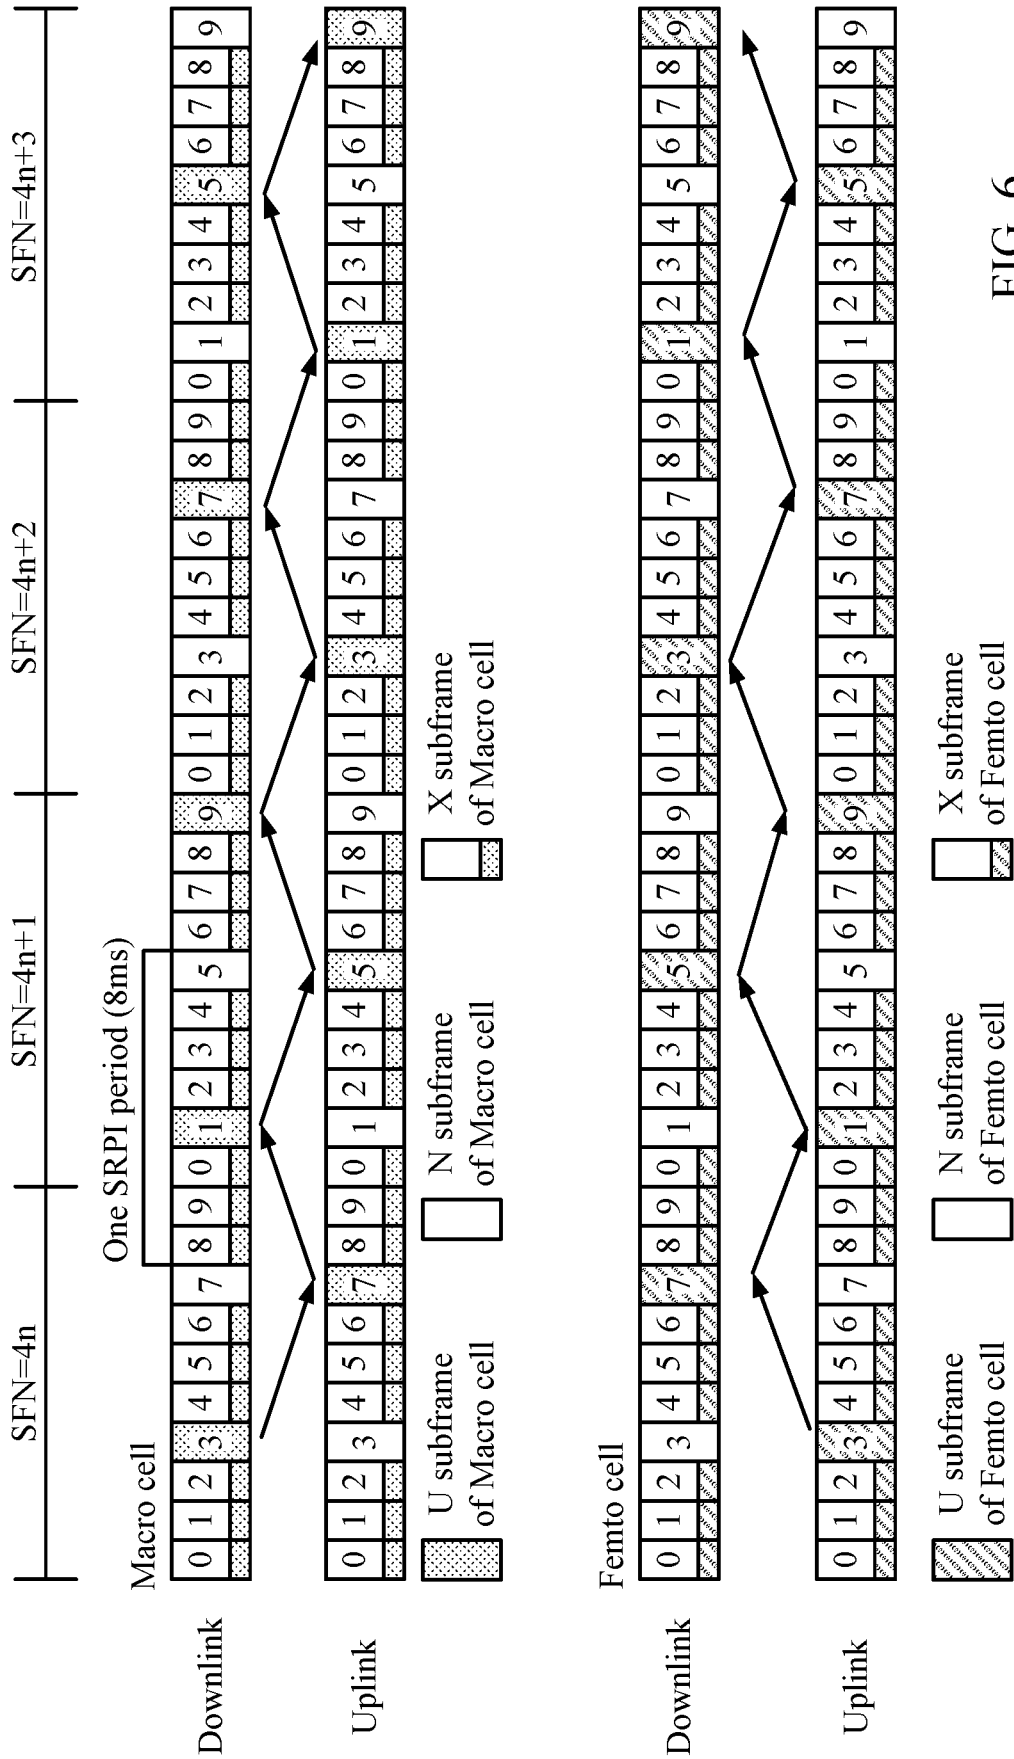 SFN=4n SFN=4n+1 SFN=4n+2 SFN=4n+3
One SRPI period (8ms)
Macro cell
Downlink 0 1 2 3 4 5 6 7 8 9 0 1 2 3 4 5 6 7 8 9 0 1 2 3 4 5 6 7 8 9 0 1 2 3 4 5 6 7 8 9
Uplink 0 1 2 3 4 5 6 7 8 9 0 1 2 3 4 5 6 7 8 9 0 1 2 3 4 5 6 7 8 9 0 1 2 3 4 5 6 7 8 9
U subframe
of Macro cell
N subframe
of Macro cell
X subframe
of Macro cell
Femto cell
Downlink 0 1 2 3 4 5 6 7 8 9 0 1 2 3 4 5 6 7 8 9 0 1 2 3 4 5 6 7 8 9 0 1 2 3 4 5 6 7 8 9
Uplink 0 1 2 3 4 5 6 7 8 9 0 1 2 3 4 5 6 7 8 9 0 1 2 3 4 5 6 7 8 9 0 1 2 3 4 5 6 7 8 9
U subframe
of Femto cell
N subframe
of Femto cell
X subframe
of Femto cell
FIG. 6